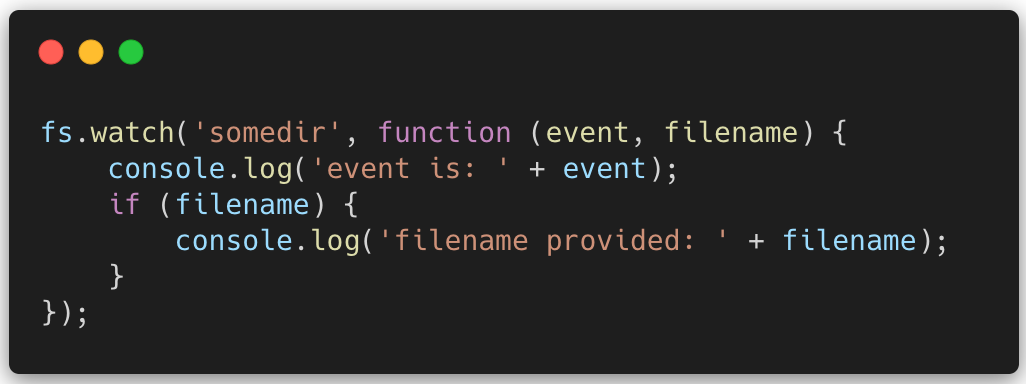 fs.watch('somedir', function (event, filename) {
    console.log('event is: ' + event);
    if (filename) {
        console.log('filename provided: ' + filename);
    }
});